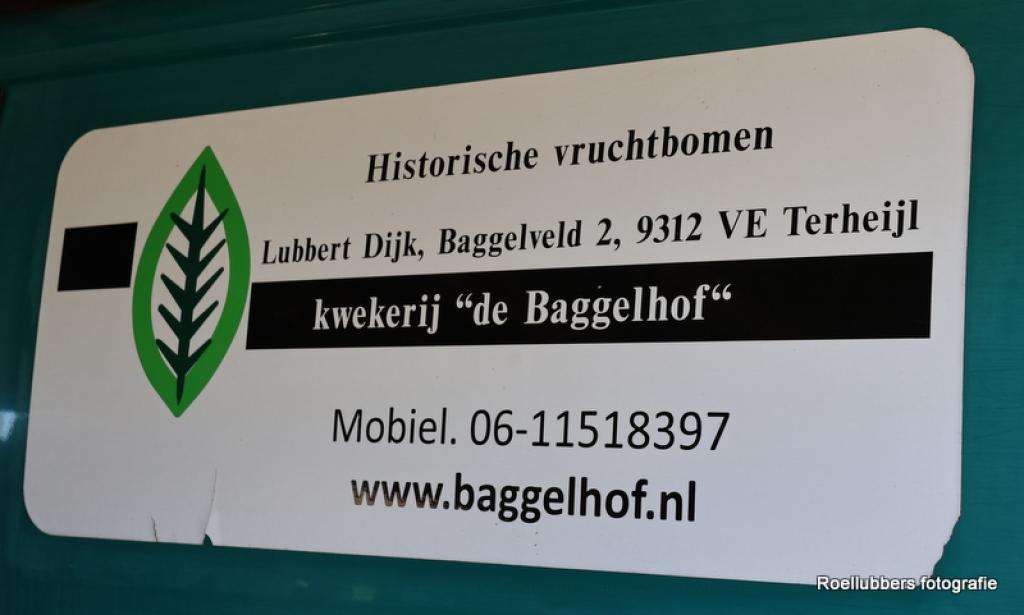 Historische vruchtbomen
Lubbert Dijk, Baggelveld 2, 9312 VE Terheijl
kwekerij “de Baggelhof“
Mobiel. 06-11518397
www.baggelhof.nl
Roellubbers fotografie